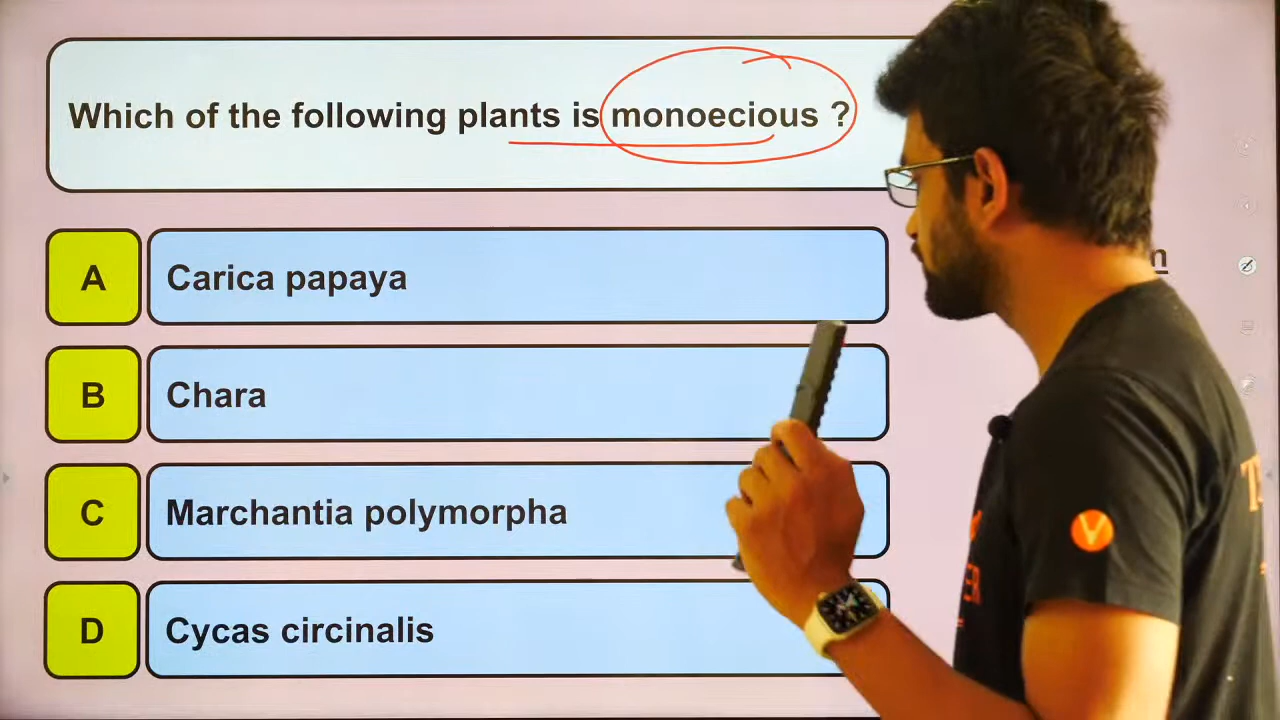 Which of the following plants is monoecious ?
A
Carica papaya
B
Chara
C
Marchantia polymorpha
D
Cycas circinalis